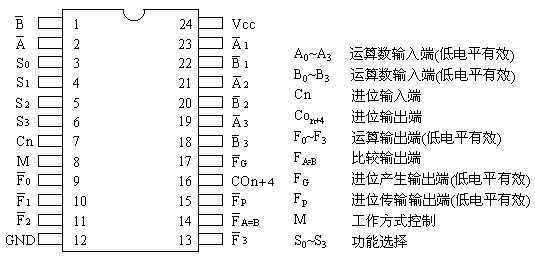 B̅ 1 24 Vcc
A̅ 2 23 A̅1
S0 3 22 B̅1
S1 4 21 A̅2
S2 5 20 B̅2
S3 6 19 A̅3
Cn 7 18 B̅3
M 8 17 F̅G
F̅0 9 16 COn+4
F̅1 10 15 F̅P
F̅2 11 14 F̅A=B
GND 12 13 F̅3
A0~A3 运算数输入端(低电平有效)
B0~B3 运算数输入端(低电平有效)
Cn 进位输入端
Con+4 进位输出端
F0~F3 运算输出端(低电平有效)
FA=B 比较输出端
FG 进位产生输出端(低电平有效)
FP 进位传输输出端(低电平有效)
M 工作方式控制
S0~S3 功能选择